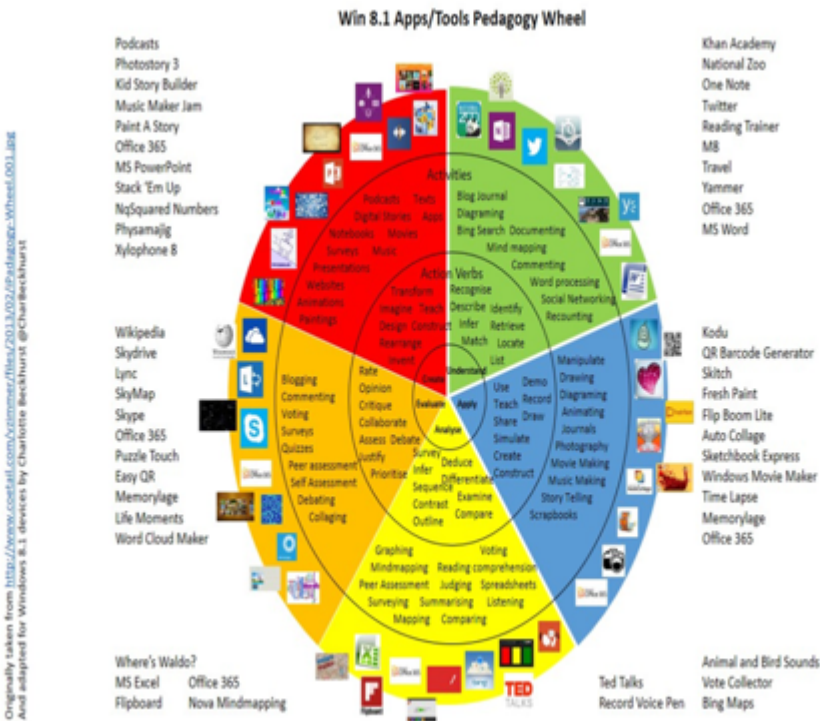 Win 8.1 Apps/Tools Pedagogy Wheel
Podcasts
Photostory 3
Kid Story Builder
Music Maker Jam
Paint A Story
Office 365
MS PowerPoint
Stack 'Em Up
NqSquared Numbers
Physamajig
Xylophone 8
Khan Academy
National Zoo
One Note
Twitter
Reading Trainer
M8
Travel
Yammer
Office 365
MS Word
Activities
Podcasts Texts
Digital Stories Apps
Notebooks Movies
Surveys Music
Presentations
Websites
Animations
Paintings
Blog Journal
Diagraming
Bing Search Documenting
Mind mapping
Commenting
Word processing
Social Networking
Recounting
Action Verbs
Transform
Imagine Teach
Design Construct
Rearrange
Invent
Recognise
Describe Identify
Infer Retrieve
Match Locate
List
Create
Understand
Evaluate
Apply
Analyse
Wikipedia
Skydrive
Lync
SkyMap
Skype
Office 365
Puzzle Touch
Easy QR
Memorylage
Life Moments
Word Cloud Maker
Blogging
Commenting
Voting
Surveys
Quizzes
Peer assessment
Self Assessment
Debating
Collaging
Rate
Opinion
Critique
Collaborate
Assess Debate
Justify
Prioritise
Use Demo
Teach Record
Share Draw
Simulate
Create
Construct
Manipulate
Drawing
Diagraming
Animating
Journals
Photography
Movie Making
Music Making
Story Telling
Scrapbooks
Kodu
QR Barcode Generator
Skitch
Fresh Paint
Flip Boom Lite
Auto Collage
Sketchbook Express
Windows Movie Maker
Time Lapse
Memorylage
Office 365
Survey
Infer
Sequence
Contrast
Outline
Deduce
Differentiate
Examine
Compare
Graphing Voting
Mindmapping Reading comprehension
Peer Assessment Judging Spreadsheets
Surveying Summarising Listening
Mapping Comparing
Where's Waldo?
MS Excel Office 365
Flipboard Nova Mindmapping
TED
TALKS
Ted Talks
Record Voice Pen
Animal and Bird Sounds
Vote Collector
Bing Maps
Originally taken from http://www.coetail.com/vzimmer/files/2013/02/iPadagogy-Wheel.001.jpg
And adapted for Windows 8.1 devices by Charlotte Beckhurst @CharBeckhurst